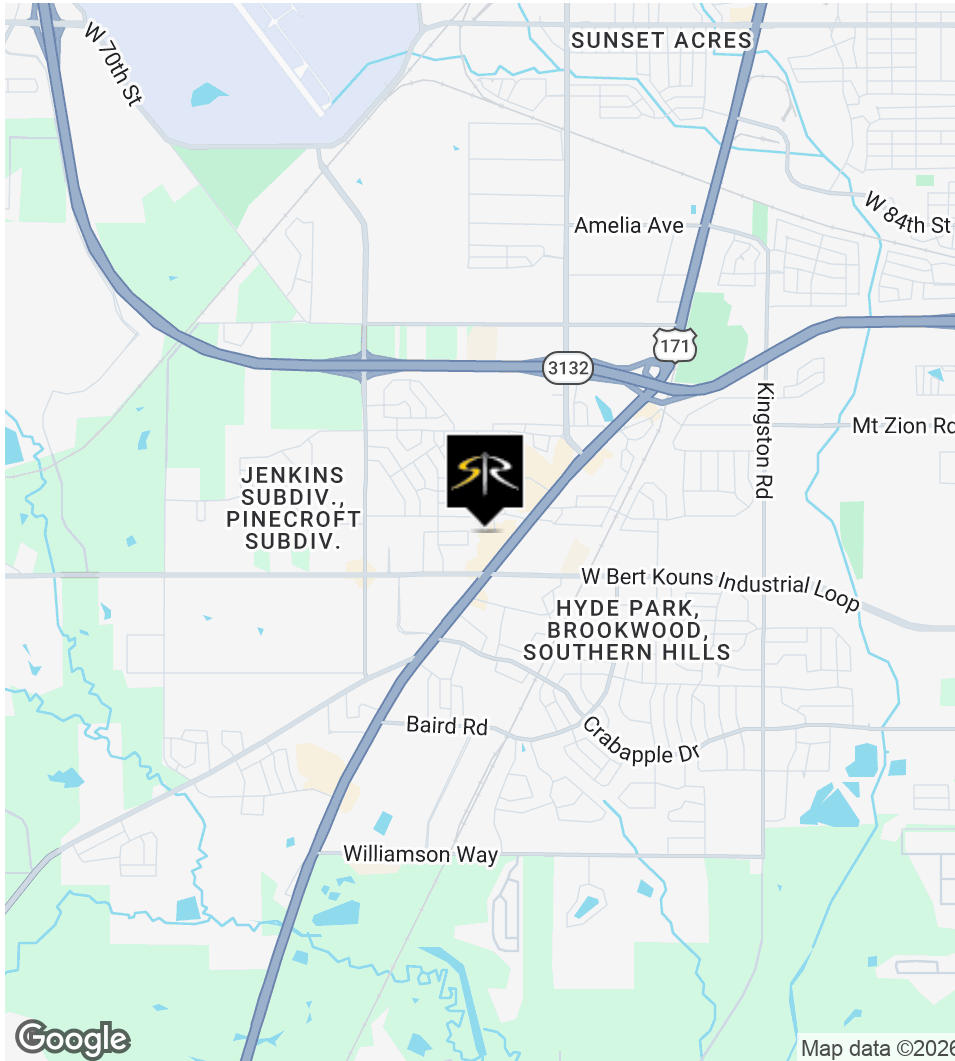 SUNSET ACRES
W 70th St
W 84th St
Amelia Ave
171
3132
Kingston Rd
Mt Zion Rd
SR
JENKINS
SUBDIV.,
PINECROFT
SUBDIV.
W Bert Kouns Industrial Loop
HYDE PARK,
BROOKWOOD,
SOUTHERN HILLS
Baird Rd
Crabapple Dr
Williamson Way
Google
Map data ©2026